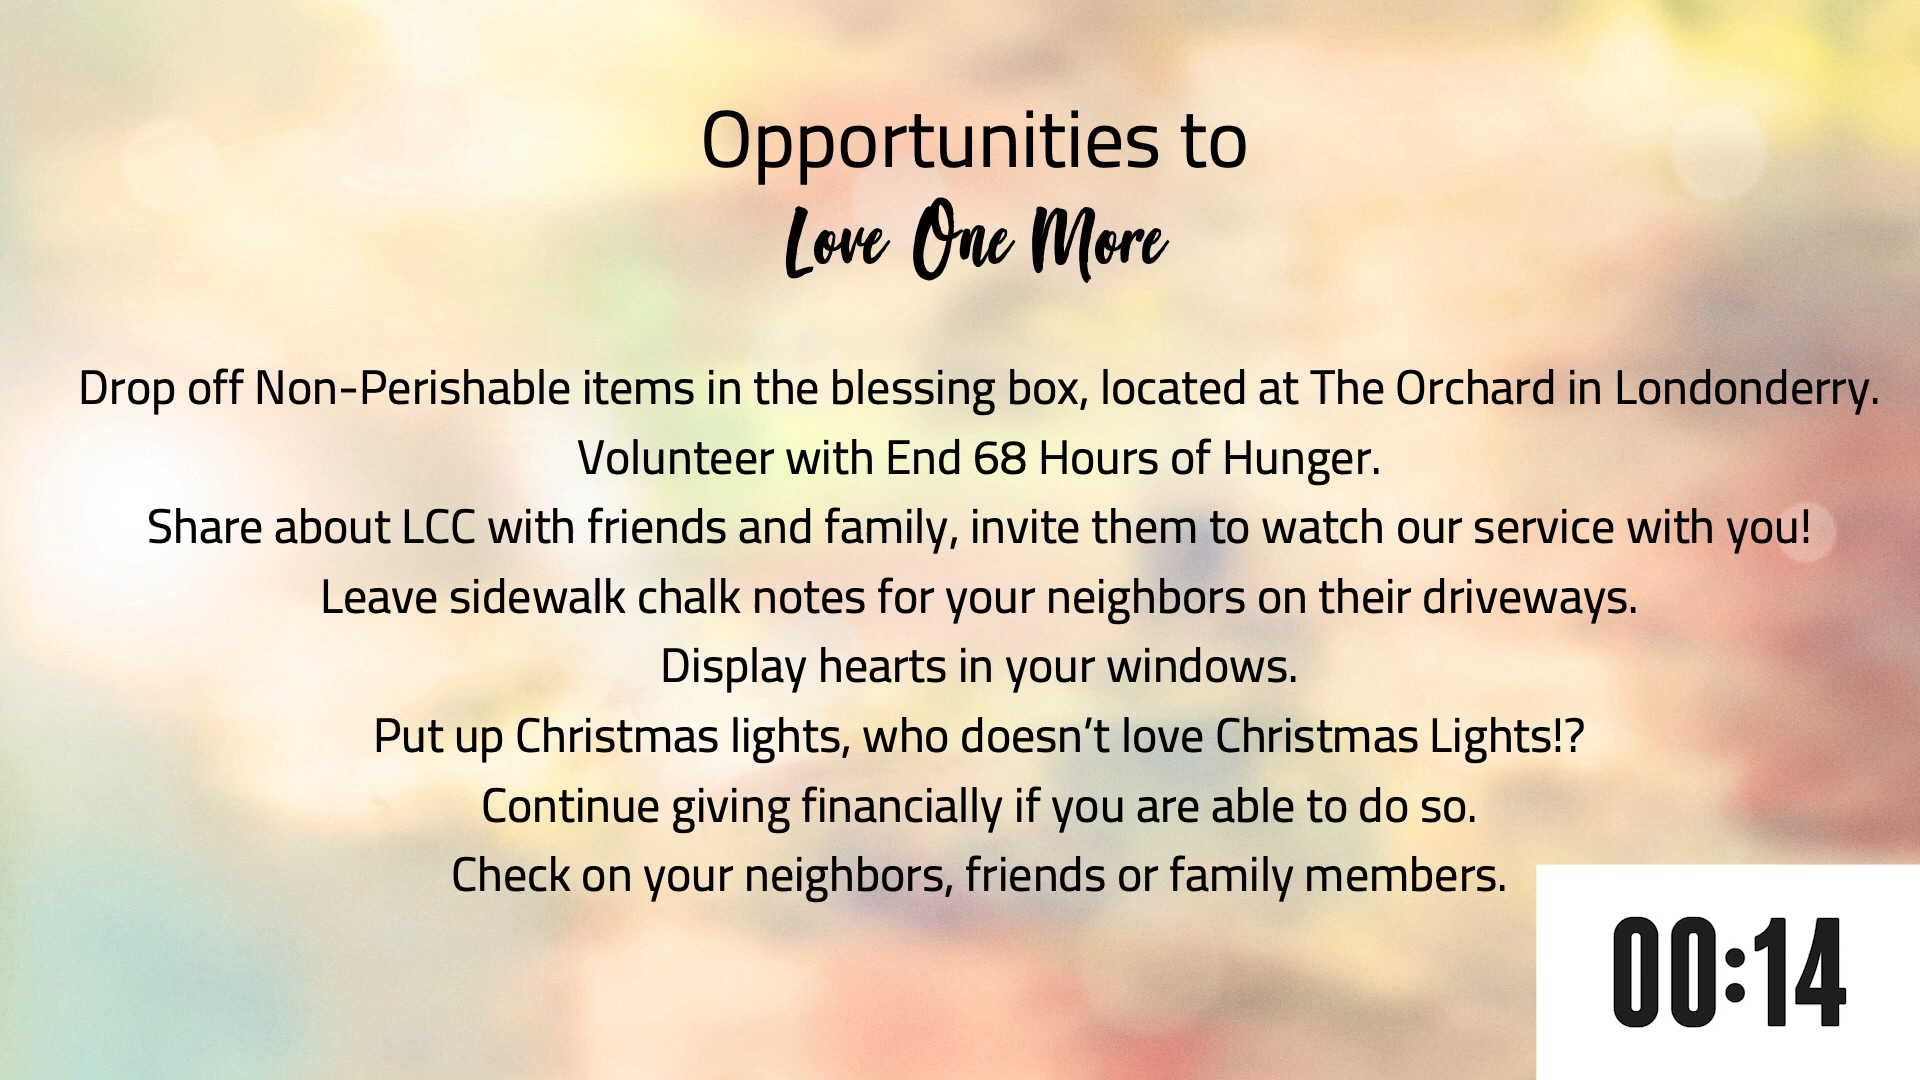 Opportunities to
Love One More
Drop off Non-Perishable items in the blessing box, located at The Orchard in Londonderry.
Volunteer with End 68 Hours of Hunger.
Share about LCC with friends and family, invite them to watch our service with you!
Leave sidewalk chalk notes for your neighbors on their driveways.
Display hearts in your windows.
Put up Christmas lights, who doesn’t love Christmas Lights!?
Continue giving financially if you are able to do so.
Check on your neighbors, friends or family members.
00:14